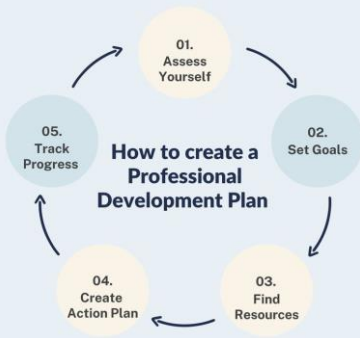 01.
Assess
Yourself
02.
Set Goals
03.
Find
Resources
04.
Create
Action Plan
05.
Track
Progress
How to create a
Professional
Development Plan